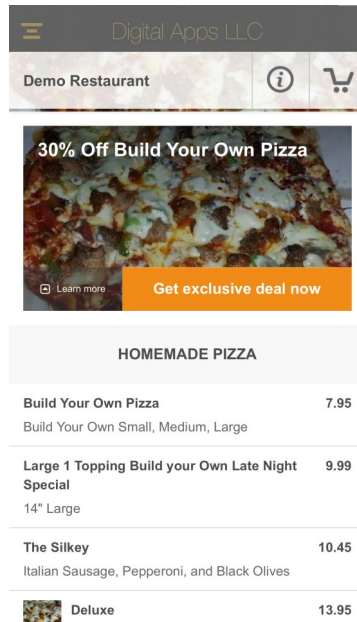 Digital Apps LLC
Demo Restaurant
30% Off Build Your Own Pizza
Learn more
Get exclusive deal now
HOMEMADE PIZZA
Build Your Own Pizza 7.95
Build Your Own Small, Medium, Large
Large 1 Topping Build your Own Late Night 9.99
Special
14" Large
The Silkey 10.45
Italian Sausage, Pepperoni, and Black Olives
Deluxe 13.95